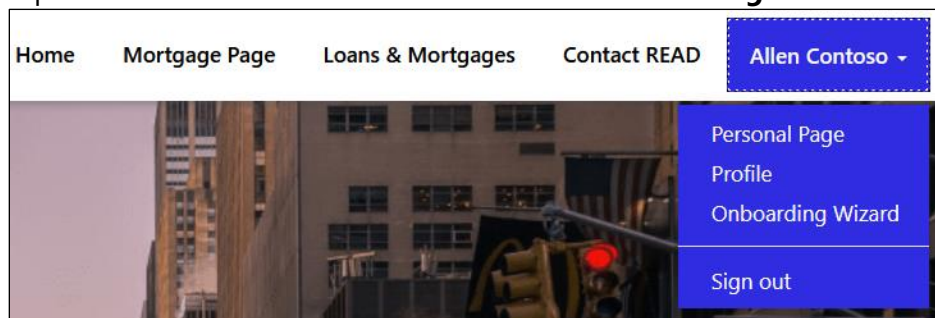 Home Mortgage Page Loans & Mortgages Contact READ Allen Contoso
Personal Page
Profile
Onboarding Wizard
Sign out